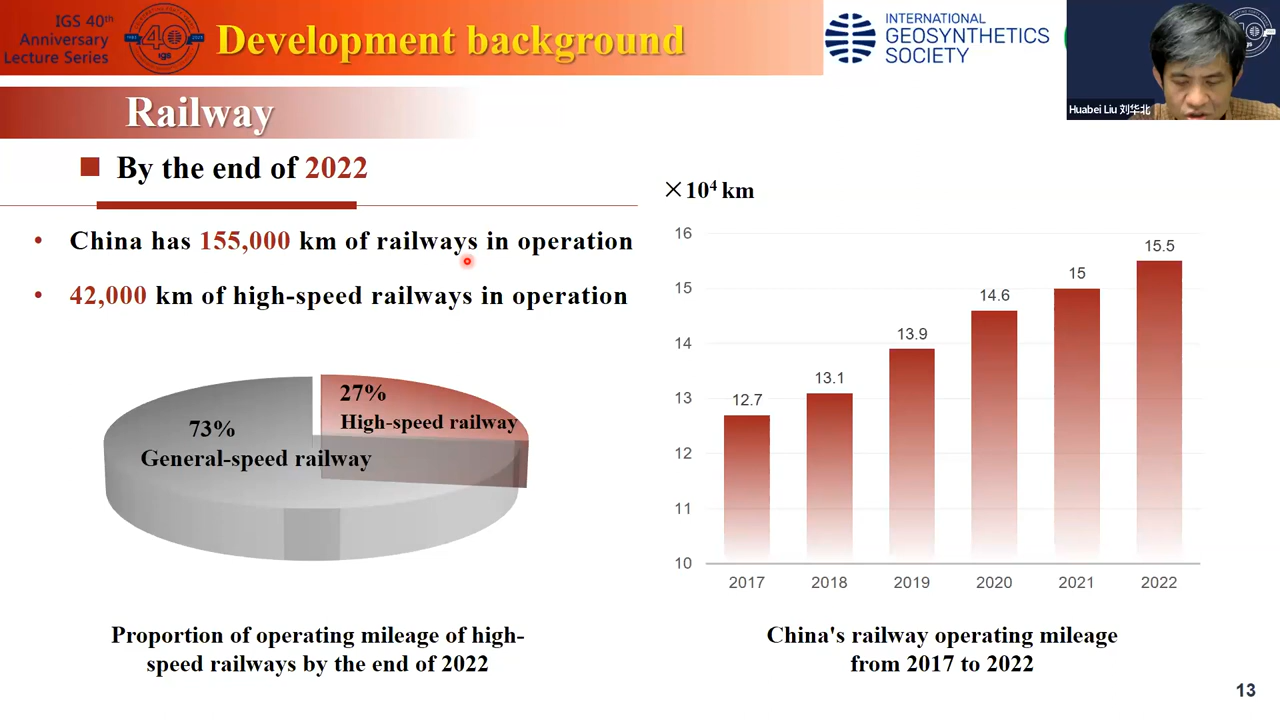 IGS 40th
Anniversary
Lecture Series
40
igs
Development background
INTERNATIONAL
GEOSYNTHETICS
SOCIETY
Huabei Liu 刘华北
Railway
■ By the end of 2022
• China has 155,000 km of railways in operation
• 42,000 km of high-speed railways in operation
27%
High-speed railway
73%
General-speed railway
Proportion of operating mileage of high-
speed railways by the end of 2022
×10⁴ km
16
15
14
13
12
11
10
12.7
13.1
13.9
14.6
15
15.5
2017 2018 2019 2020 2021 2022
China's railway operating mileage
from 2017 to 2022
13